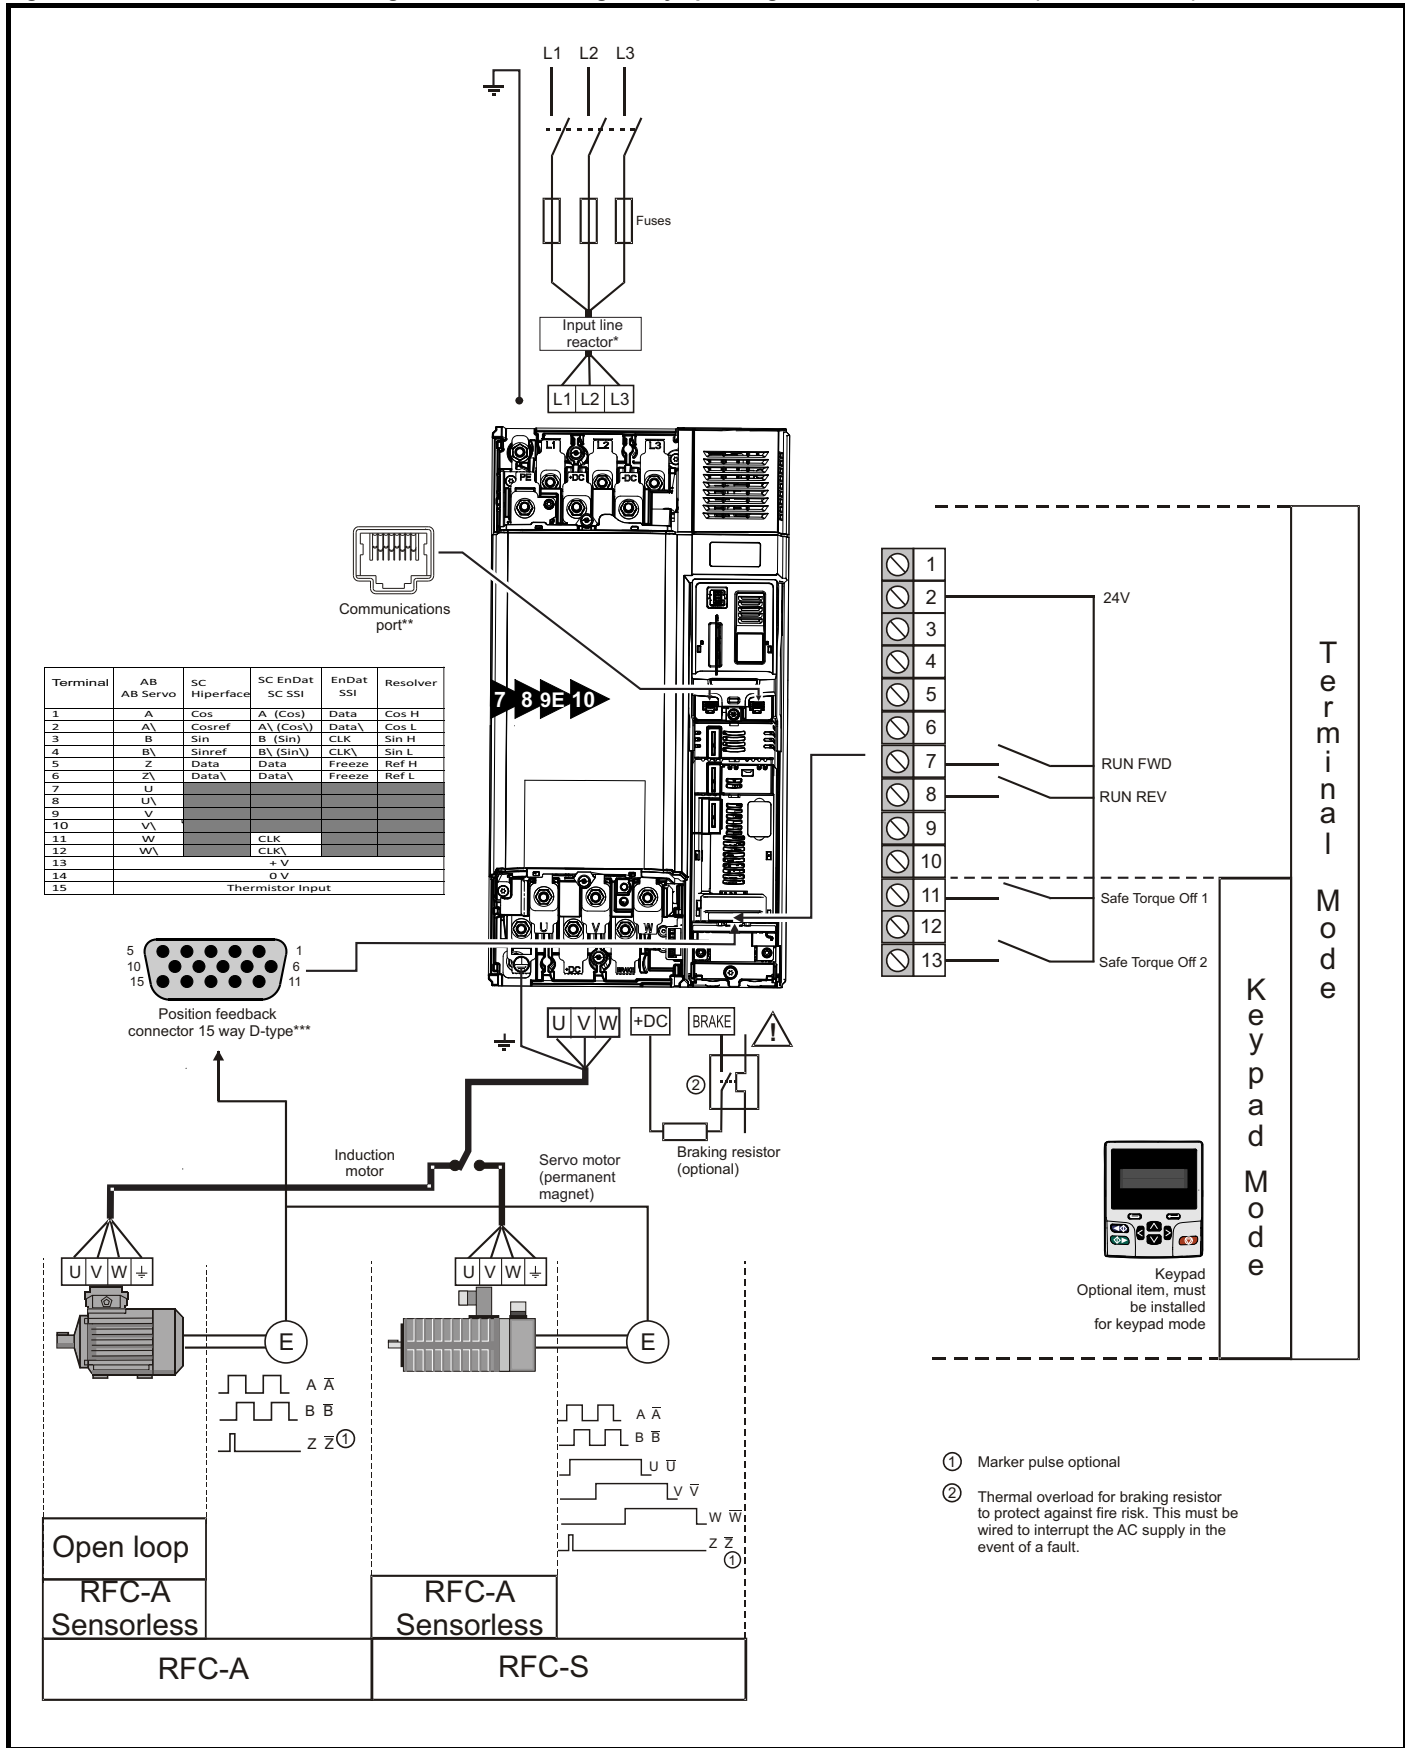 L1 L2 L3
Fuses
Input line
reactor*
L1 L2 L3
L1 L2 L3
PE +DC -DC
Communications
port**
7 8 9E 10
Terminal AB AB Servo SC Hiperface SC EnDat SC SSI EnDat SSI Resolver
1 A Cos A (Cos) Data Cos H
2 A\ Cosref A\ (Cos\) Data\ Cos L
3 B Sin B (Sin) CLK Sin H
4 B\ Sinref B\ (Sin\) CLK\ Sin L
5 Z Data Data Freeze Ref H
6 Z\ Data\ Data\ Freeze Ref L
7 U
8 U\
9 V
10 V\
11 W CLK
12 W\ CLK\
13 + V
14 0 V
15 Thermistor Input
1
2 24V
3
4
5
6
7 RUN FWD
8 RUN REV
9
10
11 Safe Torque Off 1
12
13 Safe Torque Off 2
Terminal Mode
Keypad Mode
U V W
+DC BRAKE
5 1
10 6
15 11
Position feedback
connector 15 way D-type***
U V W +DC BRAKE
2
Braking resistor
(optional)
Induction
motor
Servo motor
(permanent
magnet)
Keypad
Optional item, must
be installed
for keypad mode
U V W
U V W
E
E
A A̅
B B̅
Z Z̅ 1
A A̅
B B̅
U U̅
V V̅
W W̅
Z Z̅
1
1 Marker pulse optional
2 Thermal overload for braking resistor
to protect against fire risk. This must be
wired to interrupt the AC supply in the
event of a fault.
Open loop
RFC-A
Sensorless
RFC-A
RFC-A
Sensorless
RFC-S